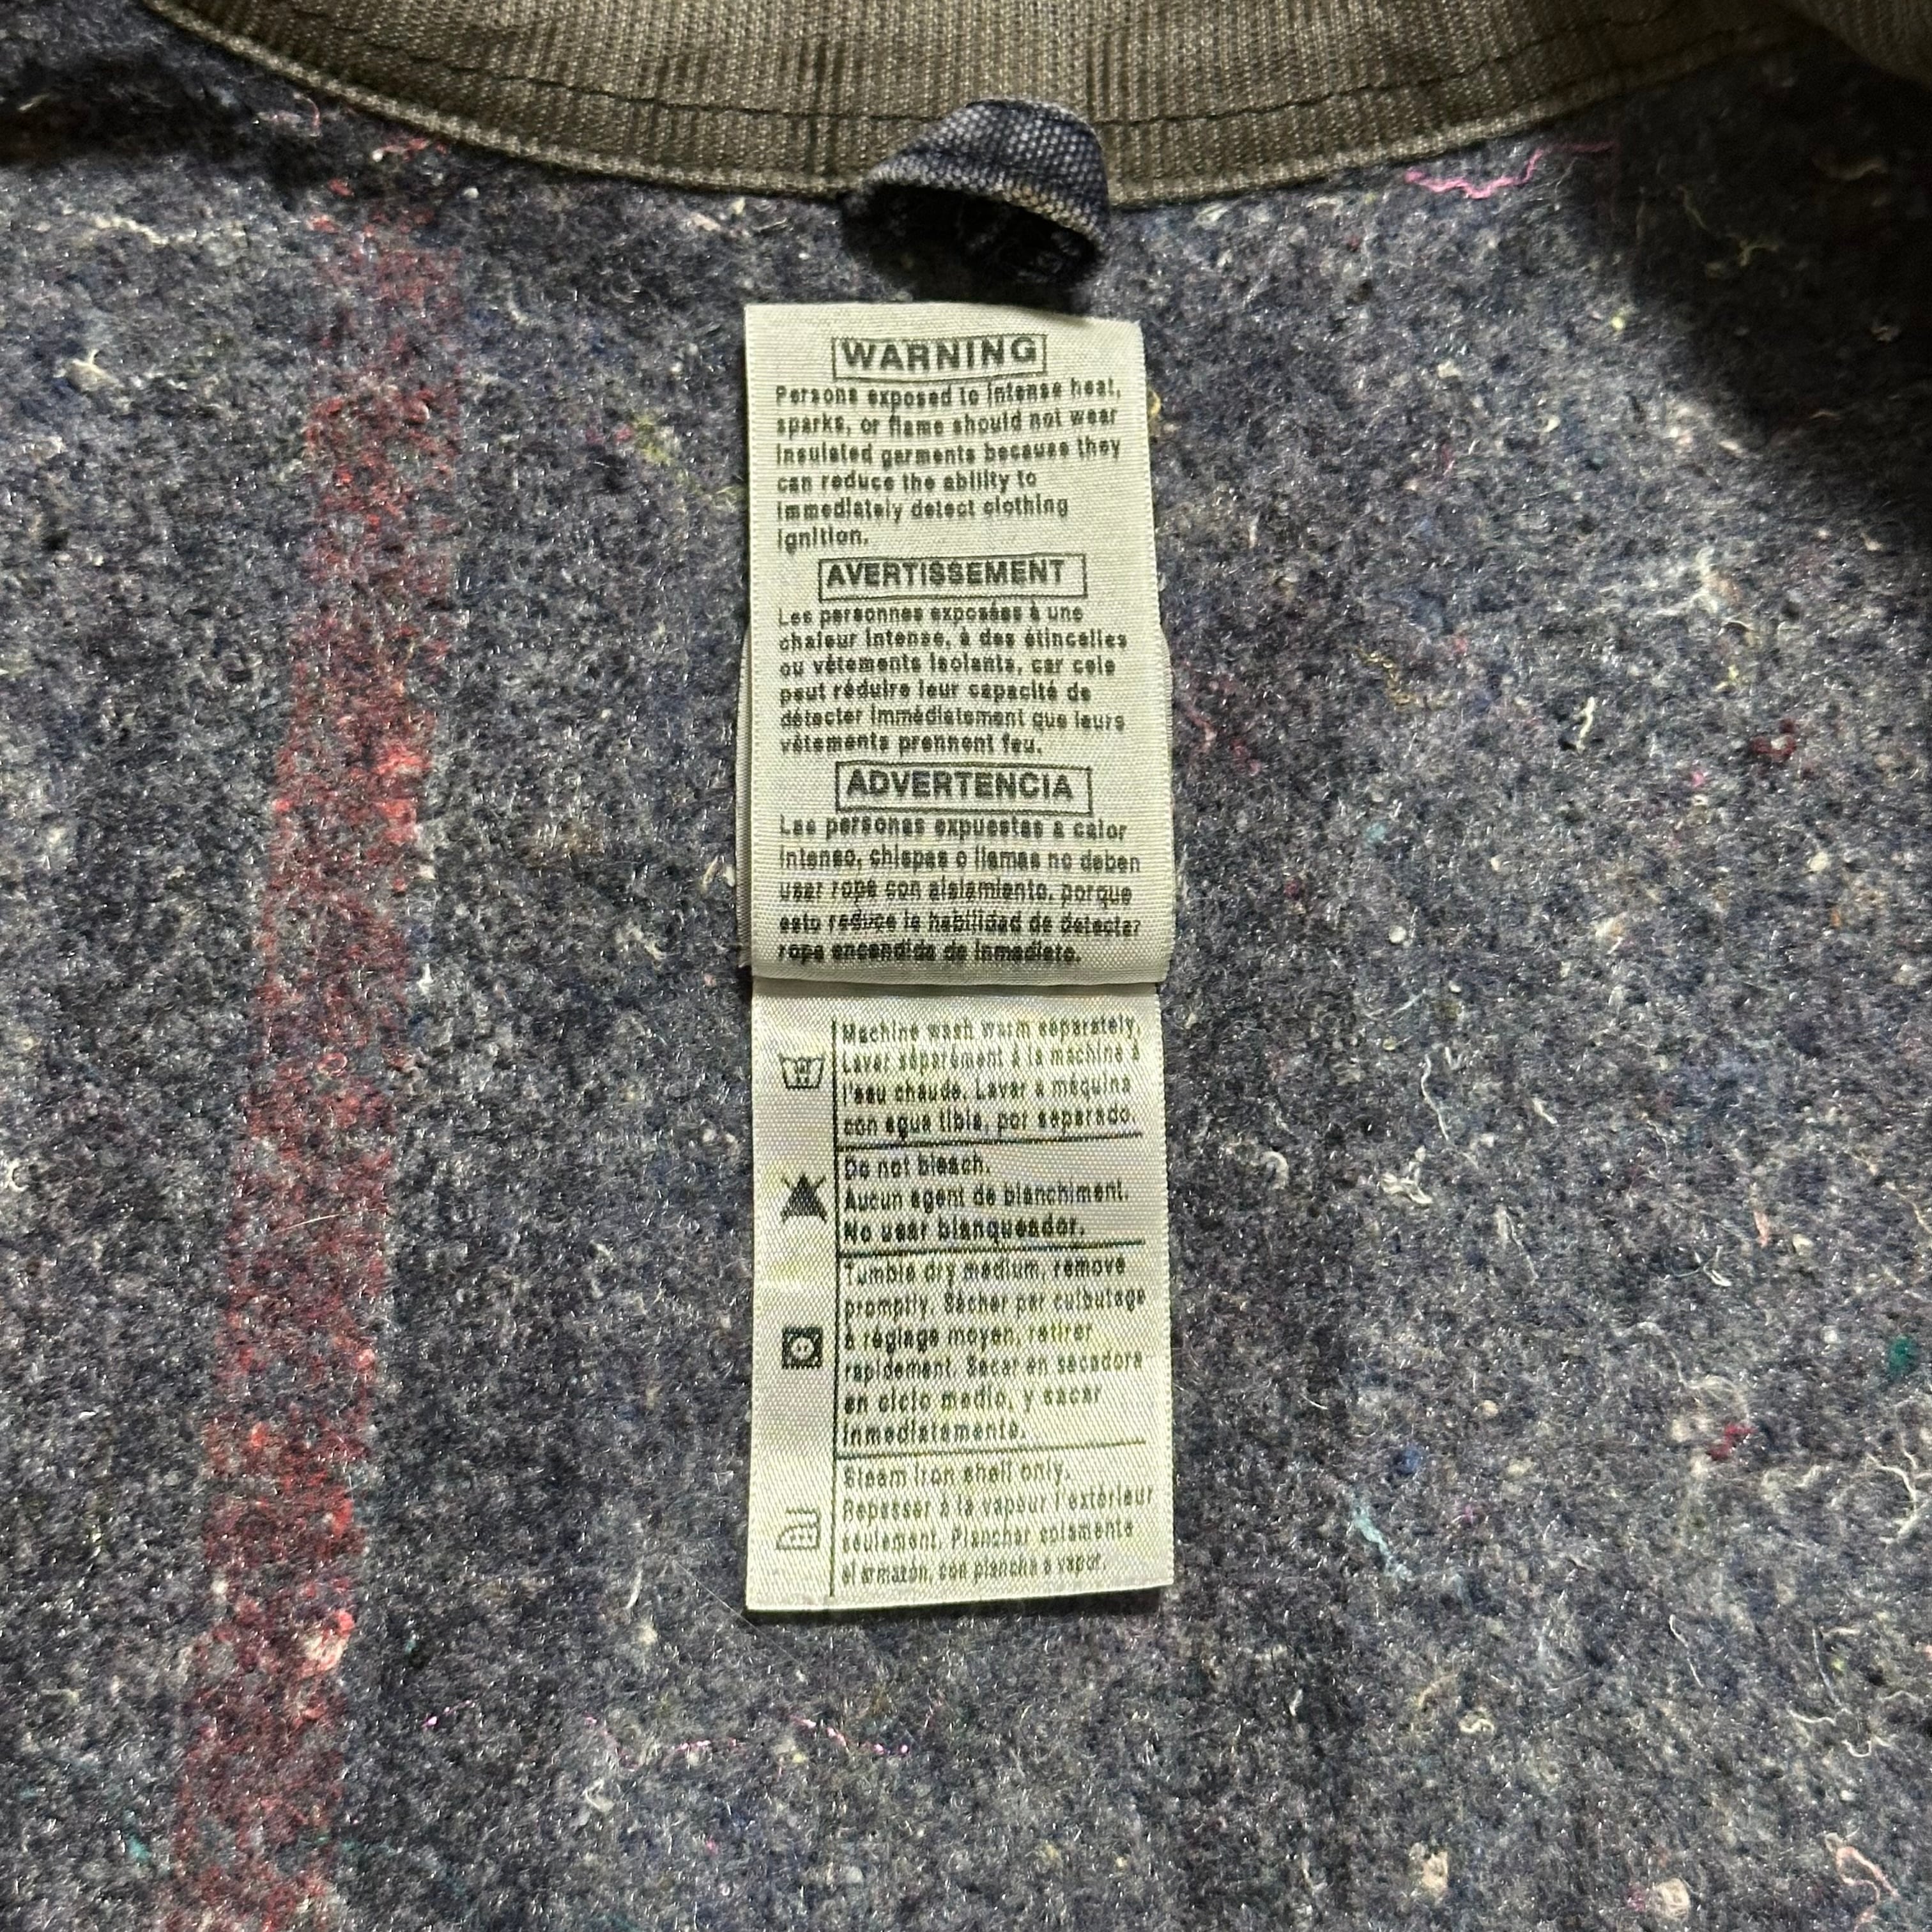 WARNING
Persons exposed to intense heat,
sparks, or flame should not wear
insulated garments because they
can reduce the ability to
immediately detect clothing
ignition.
AVERTISSEMENT
Les personnes exposées à une
chaleur intense, à des étincelles
ou vêtements isolants, car cele
peut réduire leur capacité de
détecter immédiatement que leurs
vêtements prennent feu.
ADVERTENCIA
Las personas expuestas a calor
intenso, chispas o llamas no deben
usar ropa con aislamiento, porque
esto reduce la habilidad de detectar
ropa encendida de inmediato.
Machine wash warm separately.
Laver séparément à la machine à
l'eau chaude. Lavar a máquina
con agua tibia, por separado.
Do not bleach.
Aucun agent de blanchiment.
No usar blanqueador.
Tumble dry medium, remove
promptly. Sécher par culbutage
à réglage moyen, retirer
rapidement. Secar en secadora
en ciclo medio, y sacar
inmediatamente.
Steam iron shell only.
Repasser à la vapeur l'extérieur
seulement. Planchar solamente
el armazón, con plancha a vapor.